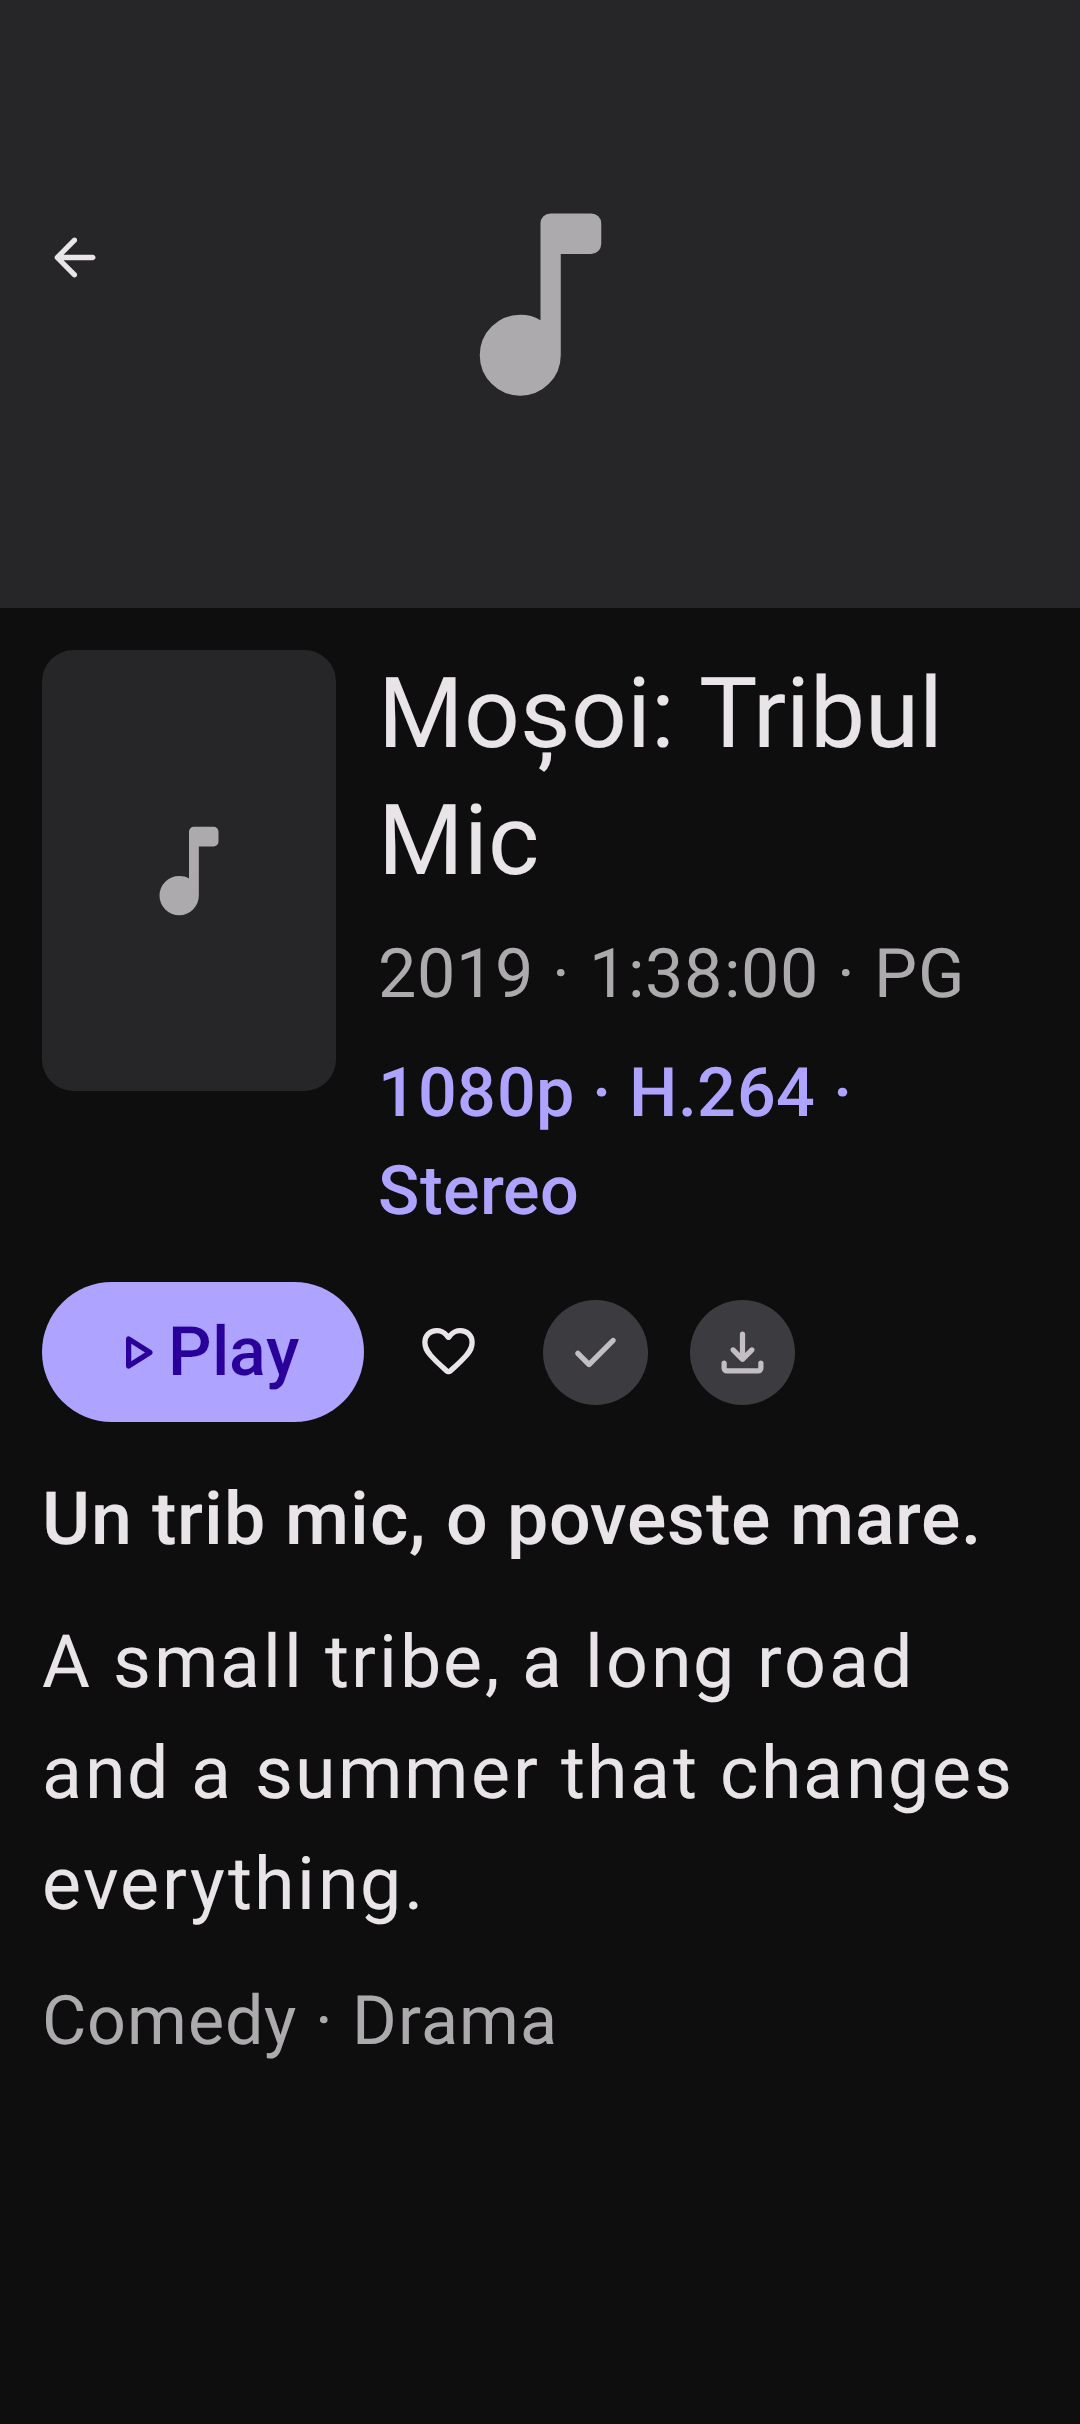 Moșoi: Tribul
Mic
2019 · 1:38:00 · PG
1080p · H.264 ·
Stereo
Play
Un trib mic, o poveste mare.
A small tribe, a long road
and a summer that changes
everything.
Comedy · Drama